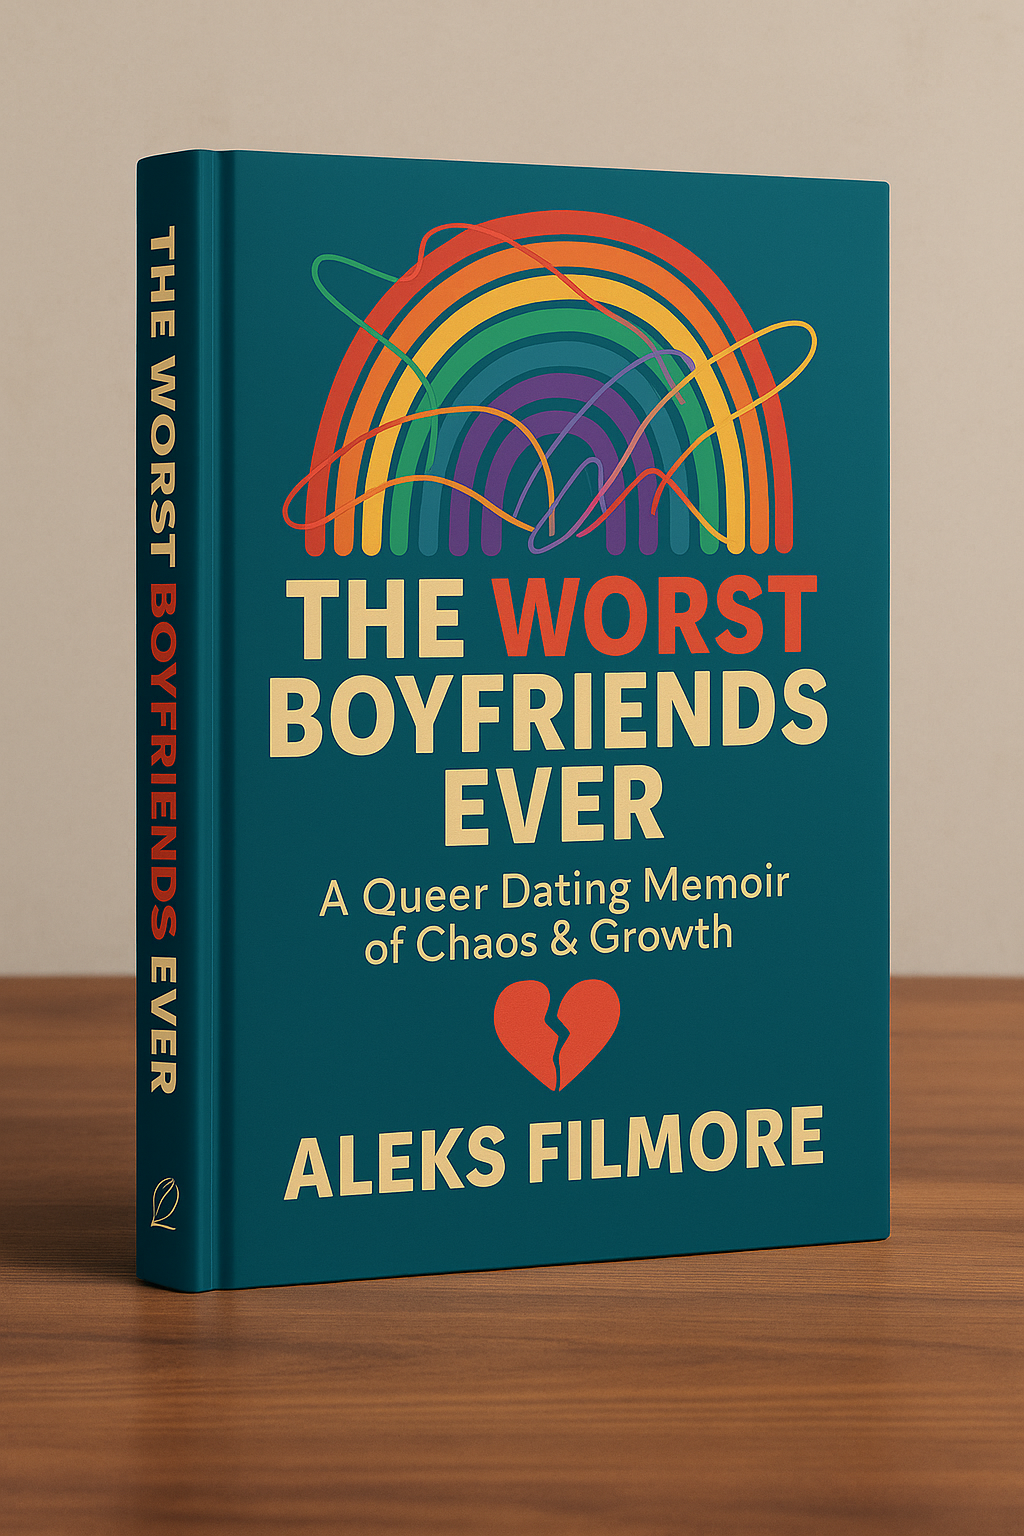 THE WORST BOYFRIENDS EVER
THE WORST
BOYFRIENDS
EVER
A Queer Dating Memoir
of Chaos & Growth
ALEKS FILMORE